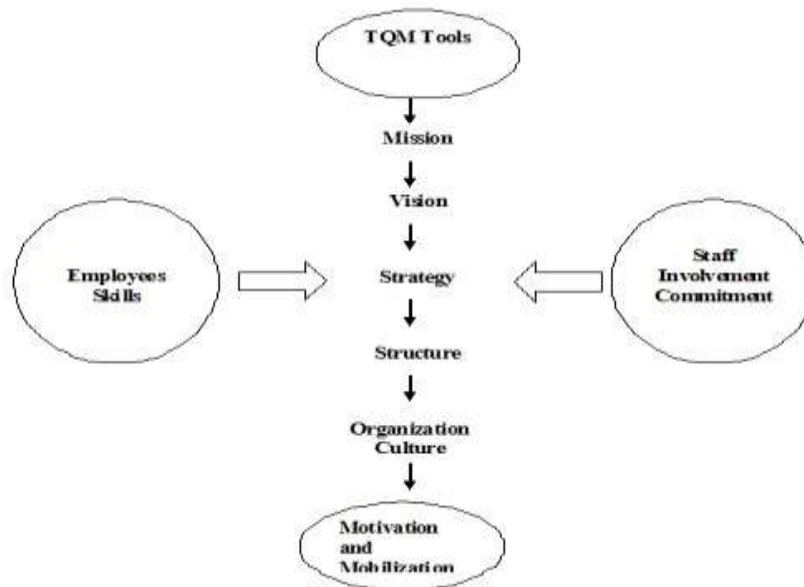 TQM Tools
Mission
Vision
Employees
Skills
Strategy
Staff
Involvement
Commitment
Structure
Organization
Culture
Motivation
and
Mobilization